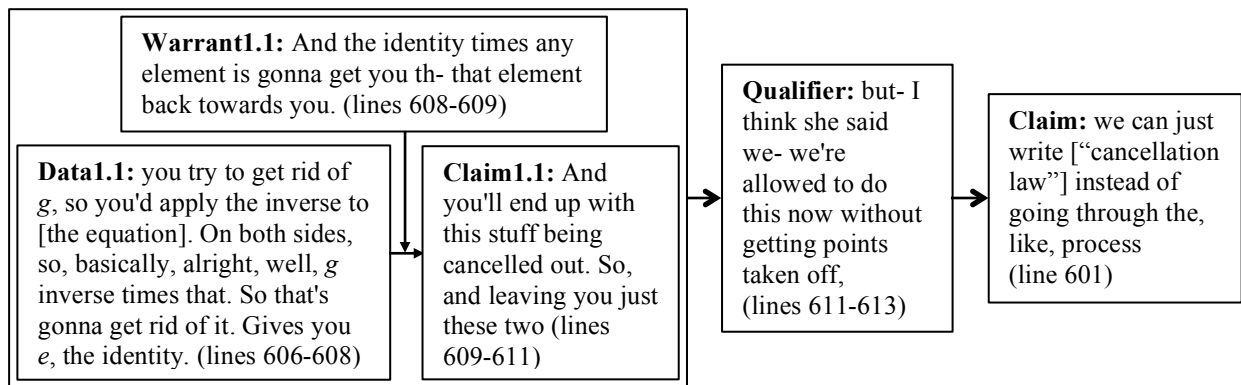 Warrant1.1: And the identity times any
element is gonna get you th- that element
back towards you. (lines 608-609)
Data1.1: you try to get rid of
g, so you'd apply the inverse to
[the equation]. On both sides,
so, basically, alright, well, g
inverse times that. So that's
gonna get rid of it. Gives you
e, the identity. (lines 606-608)
Claim1.1: And
you'll end up with
this stuff being
cancelled out. So,
and leaving you just
these two (lines
609-611)
Qualifier: but- I
think she said
we- we're
allowed to do
this now without
getting points
taken off,
(lines 611-613)
Claim: we can just
write [“cancellation
law”] instead of
going through the,
like, process
(line 601)